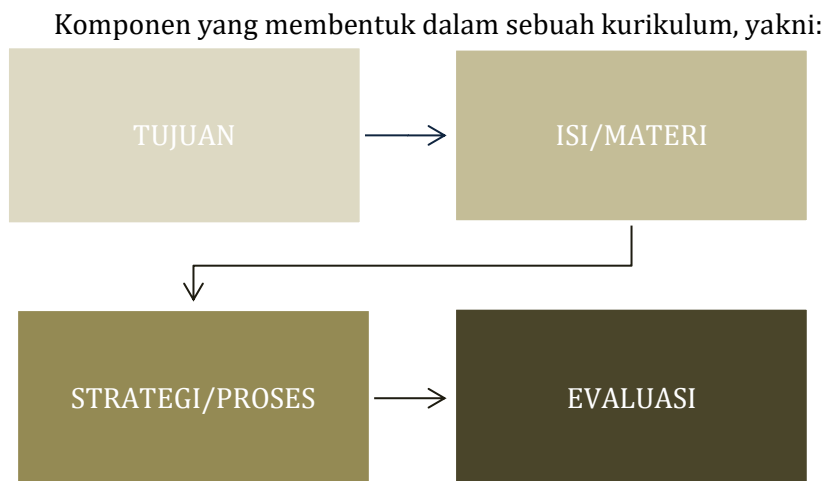 Komponen yang membentuk dalam sebuah kurikulum, yakni:
TUJUAN
ISI/MATERI
STRATEGI/PROSES
EVALUASI